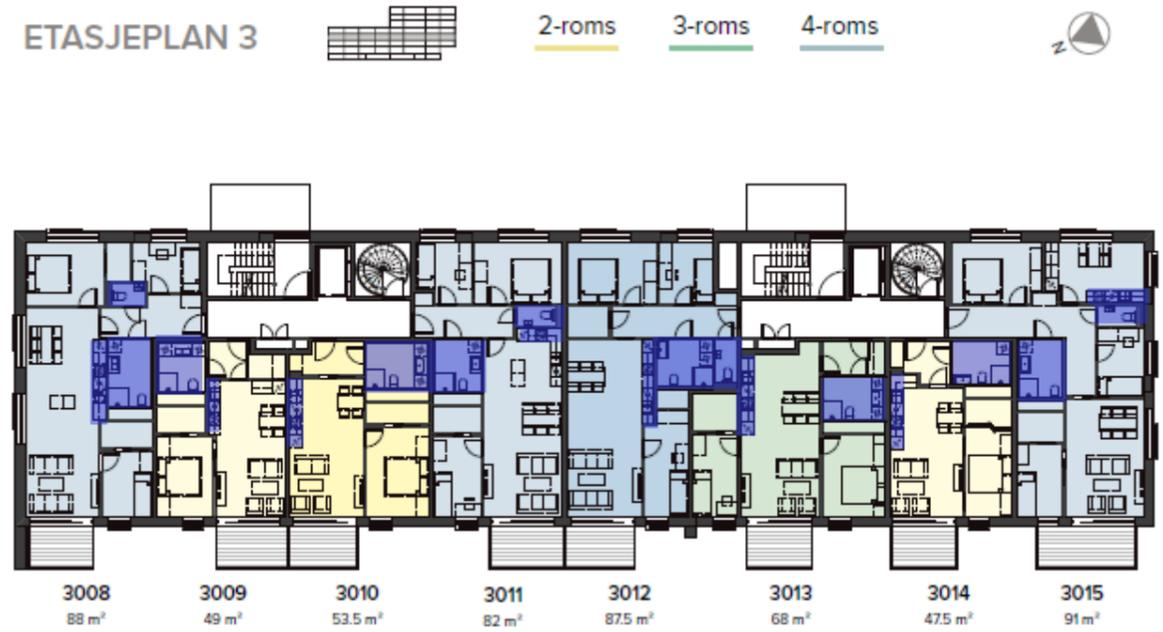 ETASJEPLAN 3
2-roms 3-roms 4-roms
N
3008 3009 3010 3011 3012 3013 3014 3015
88 m² 49 m² 53.5 m² 82 m² 87.5 m² 68 m² 47.5 m² 91 m²